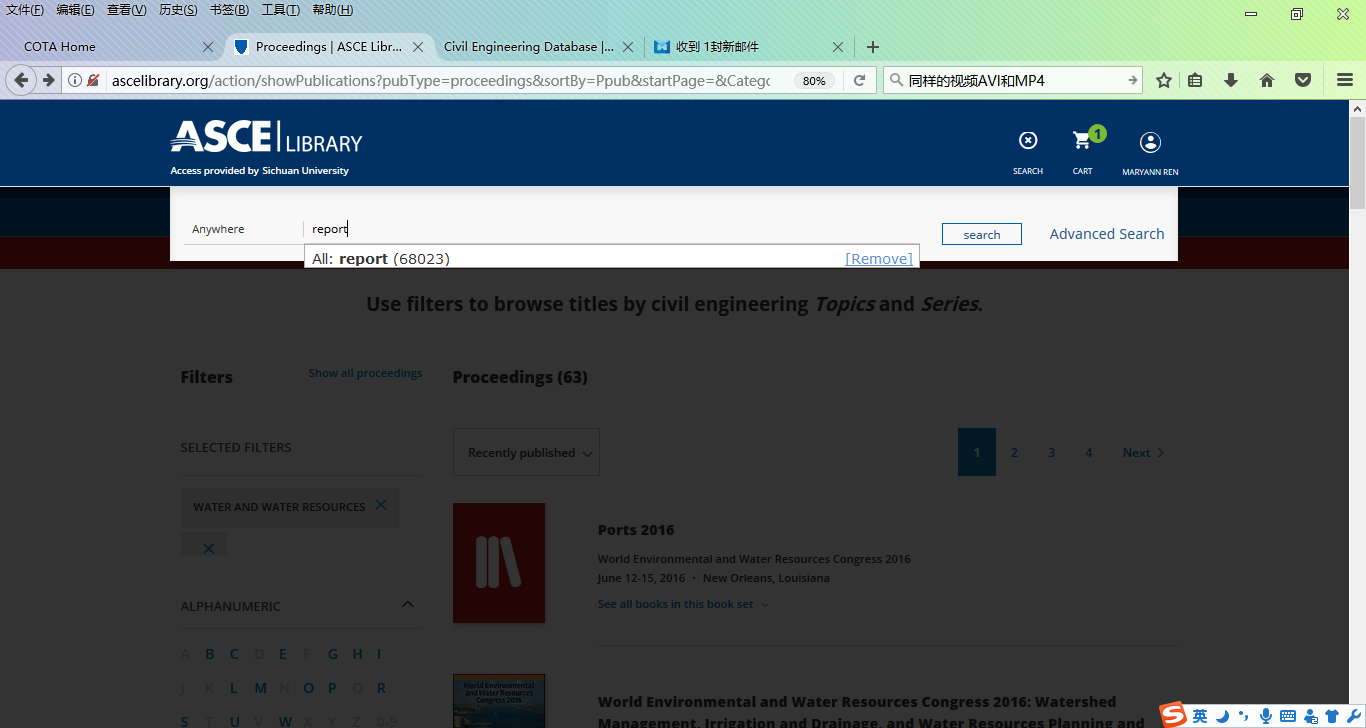 文件(F) 编辑(E) 查看(V) 历史(S) 书签(B) 工具(T) 帮助(H)
COTA Home
Proceedings | ASCE Libr...
Civil Engineering Database |...
收到 1封新邮件
ascelibrary.org/action/showPublications?pubType=proceedings&sortBy=Ppub&startPage=&Catego
80%
同样的视频AVI和MP4
ASCE LIBRARY
Access provided by Sichuan University
1
SEARCH
CART
MARYANN REN
Anywhere
report
search
Advanced Search
All: report (68023)
[Remove]
Use filters to browse titles by civil engineering Topics and Series.
Filters
Show all proceedings
Proceedings (63)
SELECTED FILTERS
Recently published
1 2 3 4 Next
WATER AND WATER RESOURCES
Ports 2016
World Environmental and Water Resources Congress 2016
June 12-15, 2016 · New Orleans, Louisiana
See all books in this book set
ALPHANUMERIC
A B C D E F G H I
J K L M N O P Q R
S T U V W X Y Z 0-9
World Environmental
and Water Resources
Congress 2016
World Environmental and Water Resources Congress 2016: Watershed
Management, Irrigation and Drainage, and Water Resources Planning and
英